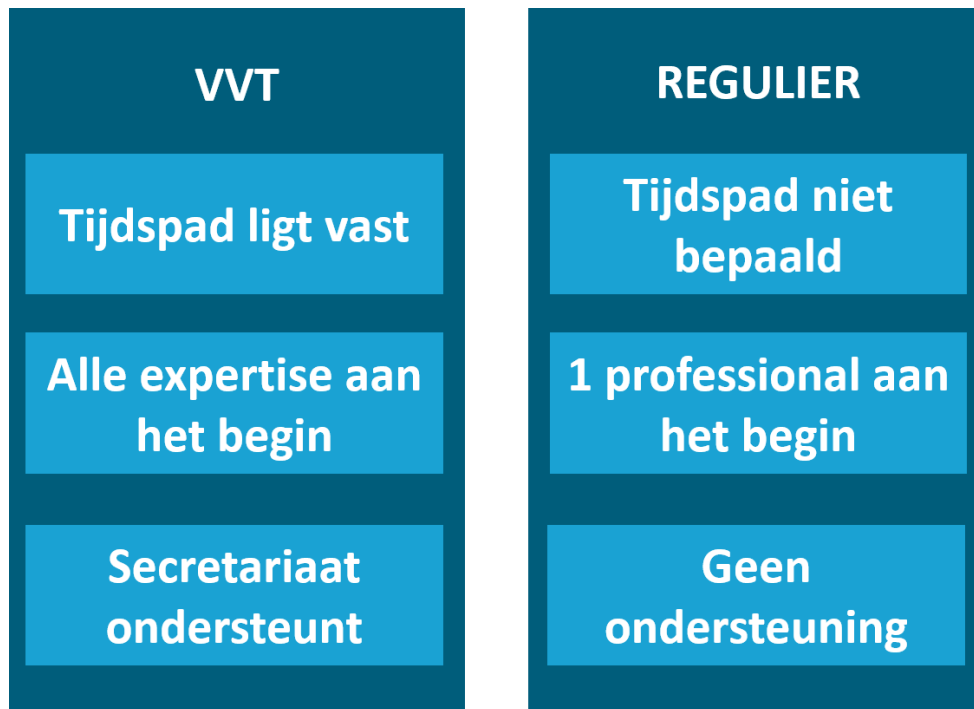 VVT
Tijdspad ligt vast
Alle expertise aan
het begin
Secretariaat
ondersteunt
REGULIER
Tijdspad niet
bepaald
1 professional aan
het begin
Geen
ondersteuning